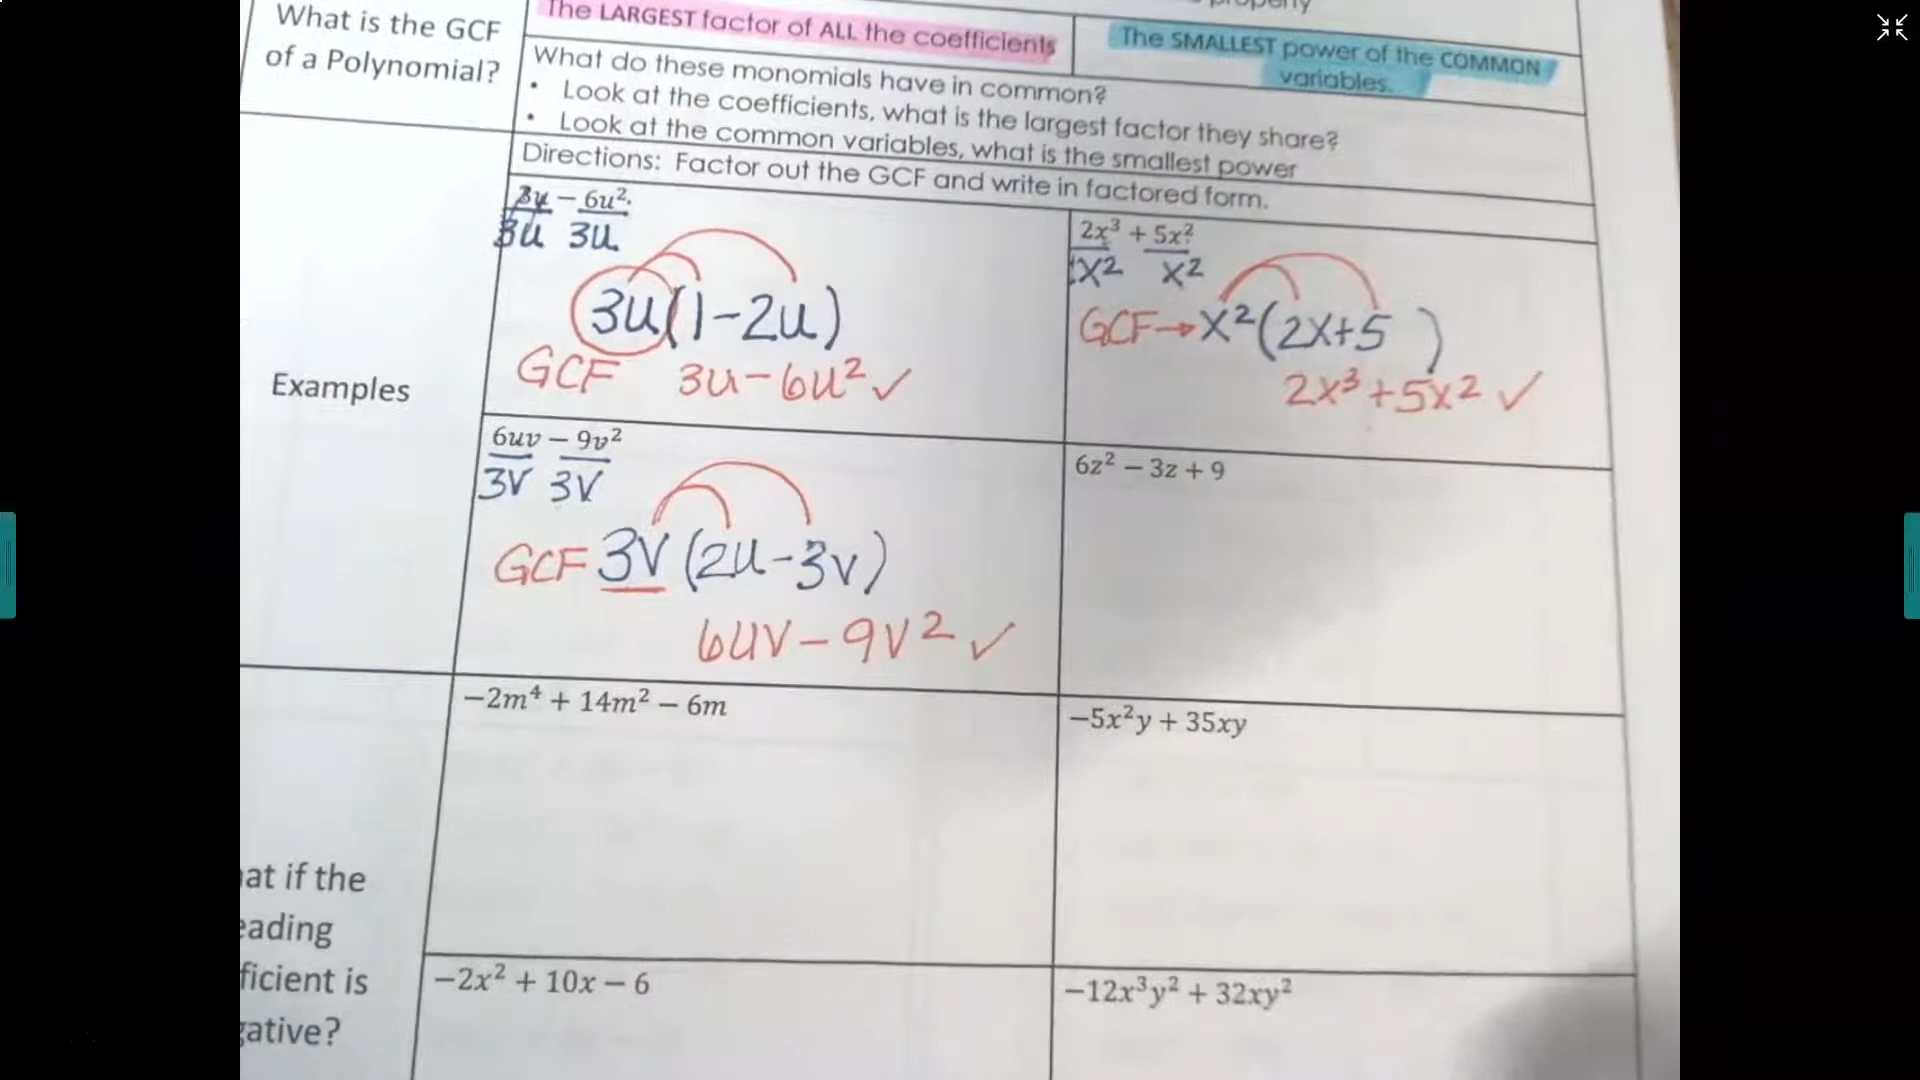 What is the GCF
of a Polynomial?
The LARGEST factor of ALL the coefficients
The SMALLEST power of the COMMON
variables.
What do these monomials have in common?
• Look at the coefficients, what is the largest factor they share?
• Look at the common variables, what is the smallest power
Directions: Factor out the GCF and write in factored form.
Examples
3u − 6u².
3u 3u
3u(1-2u)
GCF 3u-6u² ✓
2x³ + 5x²
x² x²
GCF→x²(2x+5)
2x³+5x² ✓
6uv − 9v²
3v 3v
GCF 3v(2u-3v)
6uv-9v² ✓
6z² − 3z + 9
at if the
eading
ficient is
gative?
−2m⁴ + 14m² − 6m
−5x²y + 35xy
−2x² + 10x − 6
−12x³y² + 32xy²